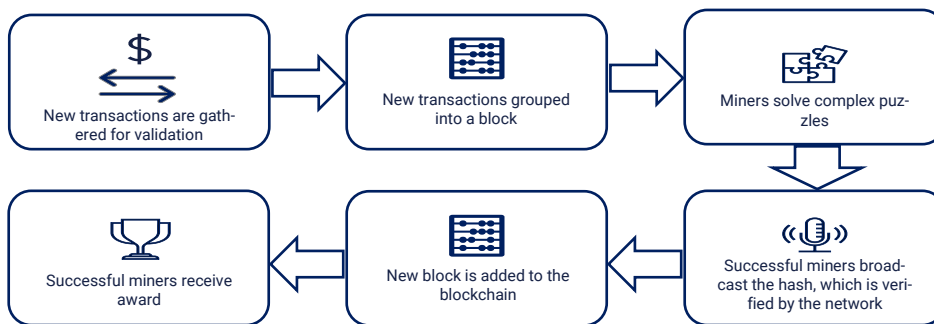 $
New transactions are gath-
ered for validation
New transactions grouped
into a block
Miners solve complex puz-
zles
Successful miners broad-
cast the hash, which is veri-
fied by the network
New block is added to the
blockchain
Successful miners receive
award